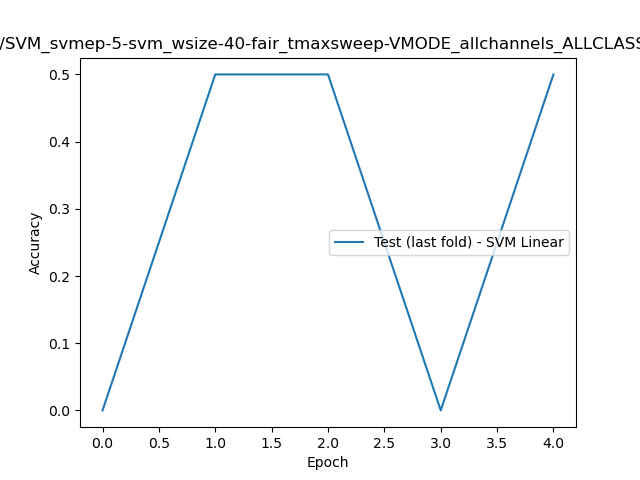 /SVM_svmep-5-svm_wsize-40-fair_tmaxsweep-VMODE_allchannels_ALLCLASS
0.5
0.4
0.3
0.2
0.1
0.0
Accuracy
Test (last fold) - SVM Linear
0.0 0.5 1.0 1.5 2.0 2.5 3.0 3.5 4.0
Epoch